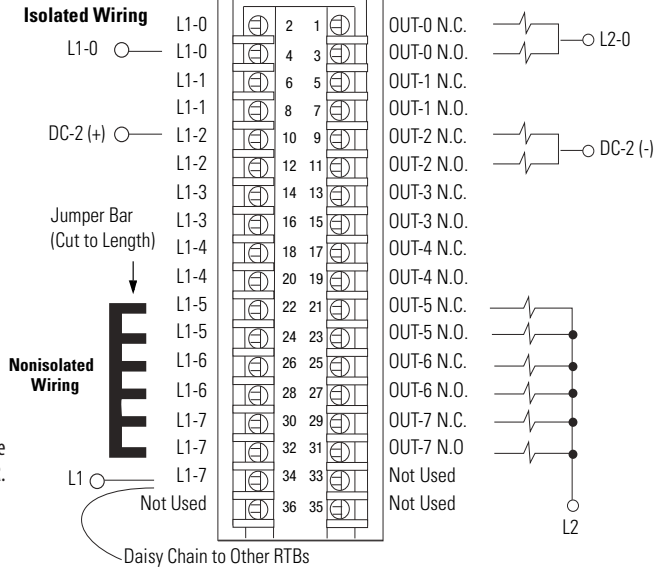 Isolated Wiring
L1-0 2 1 OUT-0 N.C.
L1-0 L1-0 4 3 OUT-0 N.O. L2-0
L1-1 6 5 OUT-1 N.C.
L1-1 8 7 OUT-1 N.O.
DC-2 (+) L1-2 10 9 OUT-2 N.C. DC-2 (-)
L1-2 12 11 OUT-2 N.O.
L1-3 14 13 OUT-3 N.C.
Jumper Bar
(Cut to Length)
L1-3 16 15 OUT-3 N.O.
L1-4 18 17 OUT-4 N.C.
L1-4 20 19 OUT-4 N.O.
L1-5 22 21 OUT-5 N.C.
L1-5 24 23 OUT-5 N.O.
Nonisolated
Wiring
L1-6 26 25 OUT-6 N.C.
L1-6 28 27 OUT-6 N.O.
L1-7 30 29 OUT-7 N.C.
L1-7 32 31 OUT-7 N.O
L1 L1-7 34 33 Not Used
Not Used 36 35 Not Used
L2
Daisy Chain to Other RTBs